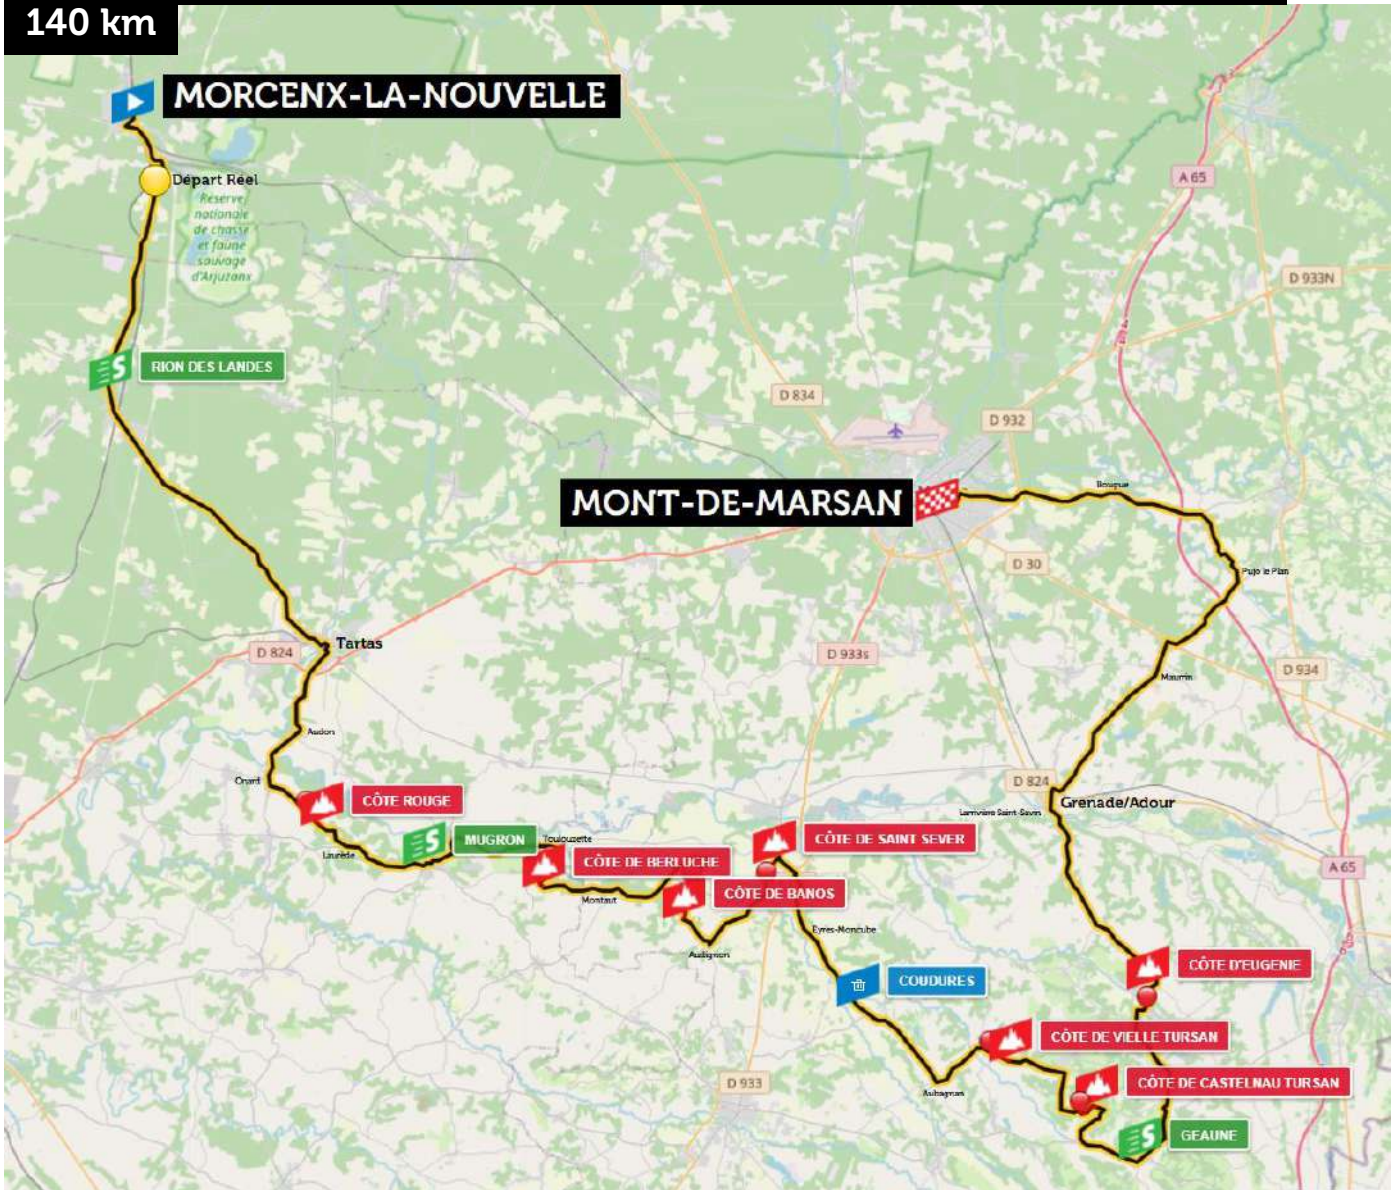 140 km
MORCENX-LA-NOUVELLE
Départ Réel
Réserve
nationale
de chasse
et faune
sauvage
d'Arjuzanx
A 65
D 933N
RION DES LANDES
D 834
D 932
MONT-DE-MARSAN
Bougue
D 30
Pujo le Plan
Tartas
D 824
D 933s
D 934
Maurrin
Audon
Onard
D 824
Grenade/Adour
Larrivière Saint-Savin
CÔTE ROUGE
MUGRON
Toulouzette
CÔTE DE SAINT SEVER
Laurède
CÔTE DE BERLUCHE
A 65
CÔTE DE BANOS
Montaut
Eyres-Moncube
Audignon
CÔTE D'EUGENIE
COUDURES
CÔTE DE VIELLE TURSAN
D 933
CÔTE DE CASTELNAU TURSAN
Aubagnan
GEAUNE